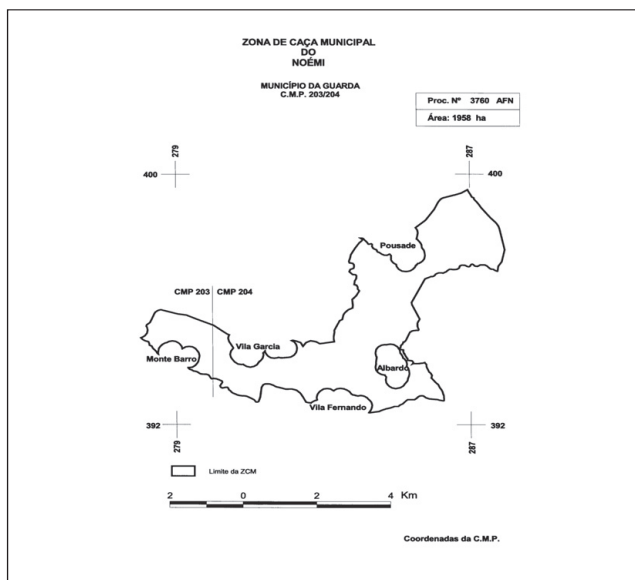 ZONA DE CAÇA MUNICIPAL
DO
NOÉMI
MUNICÍPIO DA GUARDA
C.M.P. 203/204
Proc. Nº 3760 AFN
Área: 1958 ha
279
287
400
400
Pousade
CMP 203
CMP 204
Vila Garcia
Monte Barro
Albardo
Vila Fernando
392
392
279
287
Limite da ZCM
2 0 2 4 Km
Coordenadas da C.M.P.